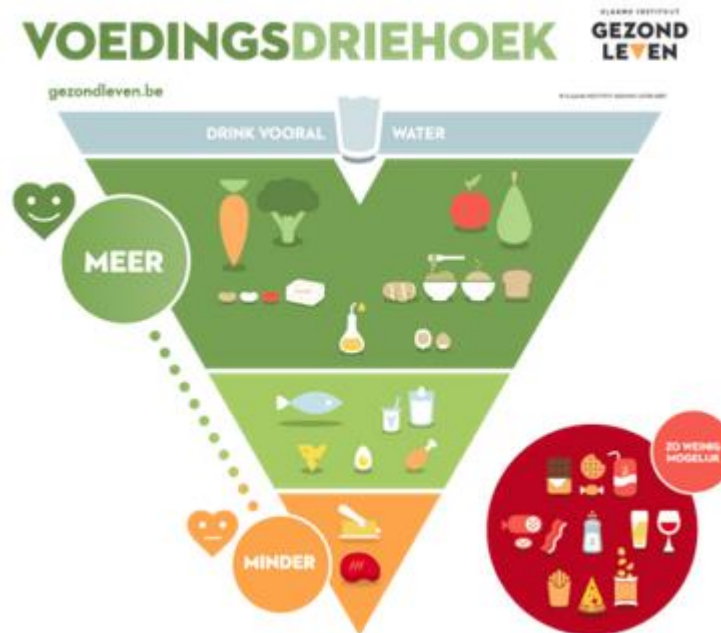 VOEDINGSDRIEHOEK
VLAAMS INSTITUUT
GEZOND
LEVEN
gezondleven.be
DRINK VOORAL WATER
MEER
MINDER
ZO WEINIG
MOGELIJK